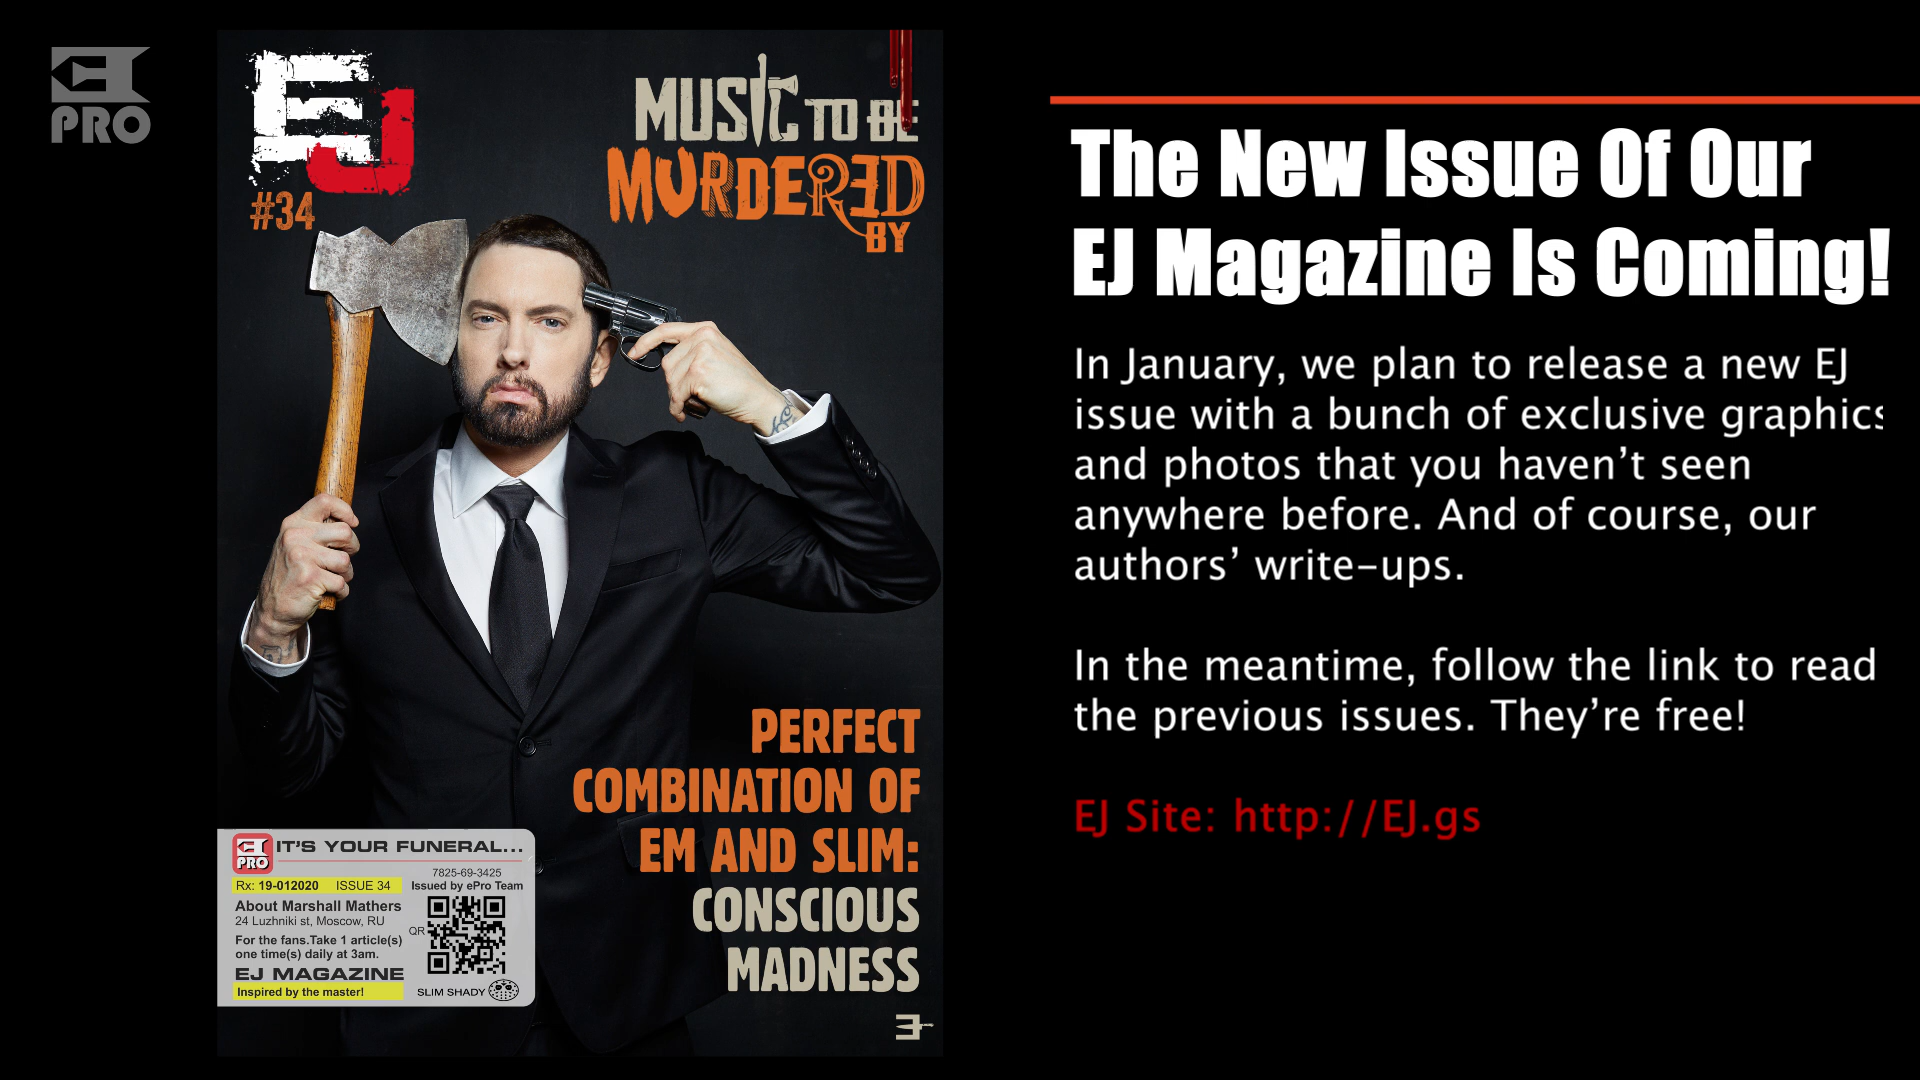 PRO
EJ
#34
MUSIC TO BE
MURDERED
BY
PERFECT
COMBINATION OF
EM AND SLIM:
CONSCIOUS
MADNESS
PRO
IT'S YOUR FUNERAL...
Rx: 19-012020 ISSUE 34
7825-69-3425
Issued by ePro Team
About Marshall Mathers
24 Luzhniki st, Moscow, RU
QR
For the fans.Take 1 article(s)
one time(s) daily at 3am.
EJ MAGAZINE
Inspired by the master!
SLIM SHADY
The New Issue Of Our
EJ Magazine Is Coming!
In January, we plan to release a new EJ
issue with a bunch of exclusive graphics
and photos that you haven’t seen
anywhere before. And of course, our
authors’ write-ups.
In the meantime, follow the link to read
the previous issues. They’re free!
EJ Site: http://EJ.gs